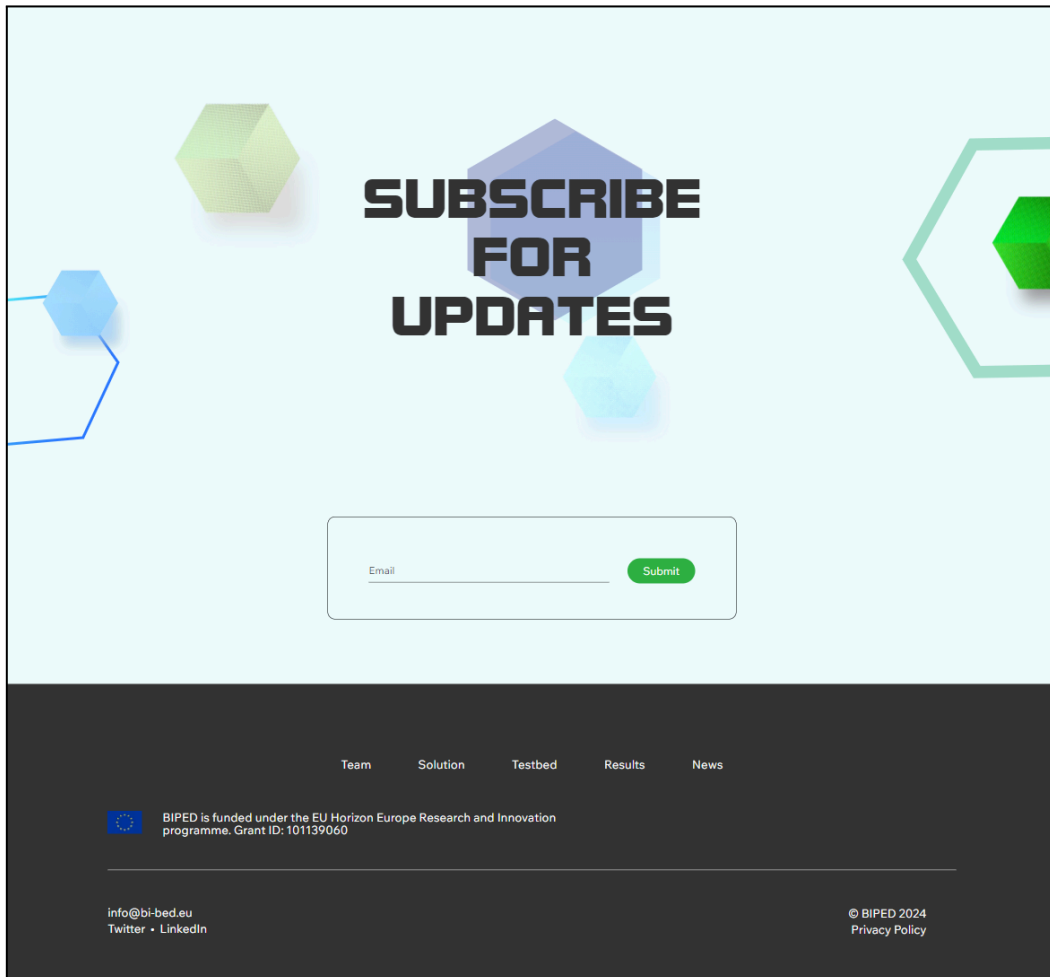 SUBSCRIBE
FOR
UPDATES
Email
Submit
Team Solution Testbed Results News
BIPED is funded under the EU Horizon Europe Research and Innovation
programme. Grant ID: 101139060
info@bi-bed.eu
Twitter • LinkedIn
© BIPED 2024
Privacy Policy